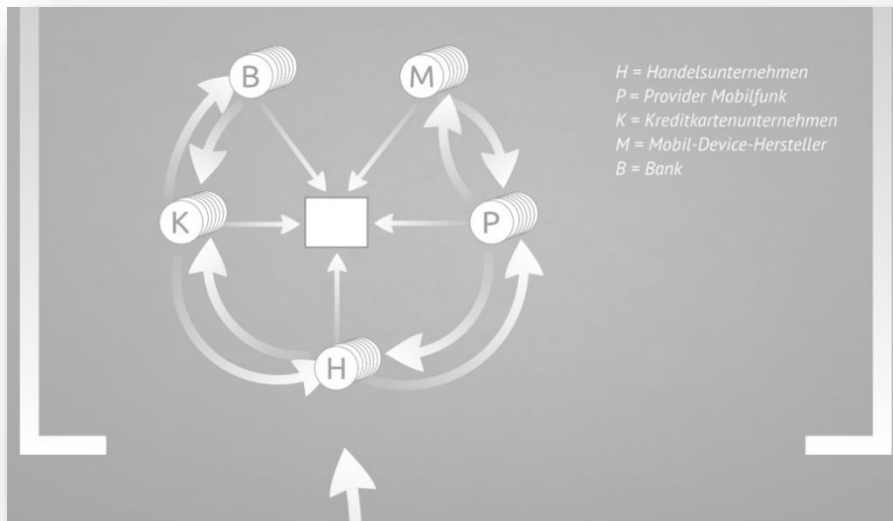 B
M
H = Handelsunternehmen
P = Provider Mobilfunk
K = Kreditkartenunternehmen
M = Mobil-Device-Hersteller
B = Bank
K
P
H